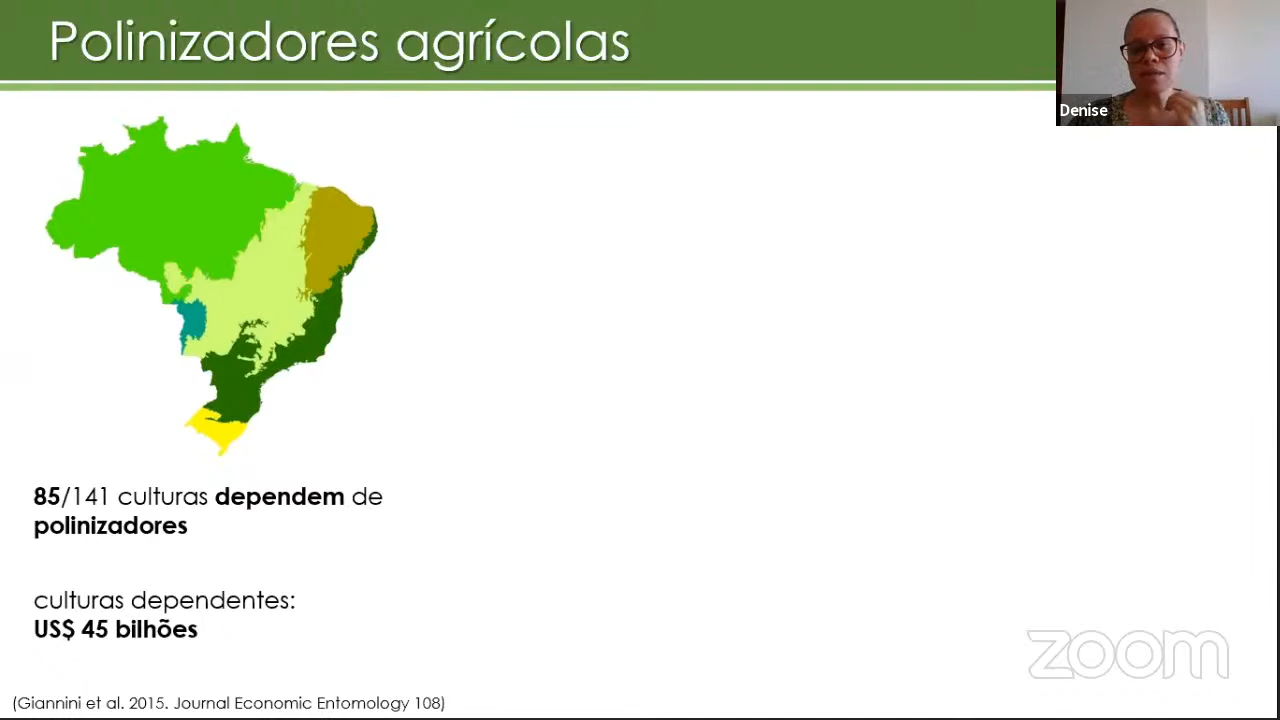 Polinizadores agrícolas
Denise
85/141 culturas dependem de
polinizadores
culturas dependentes:
US$ 45 bilhões
zoom
(Giannini et al. 2015. Journal Economic Entomology 108)